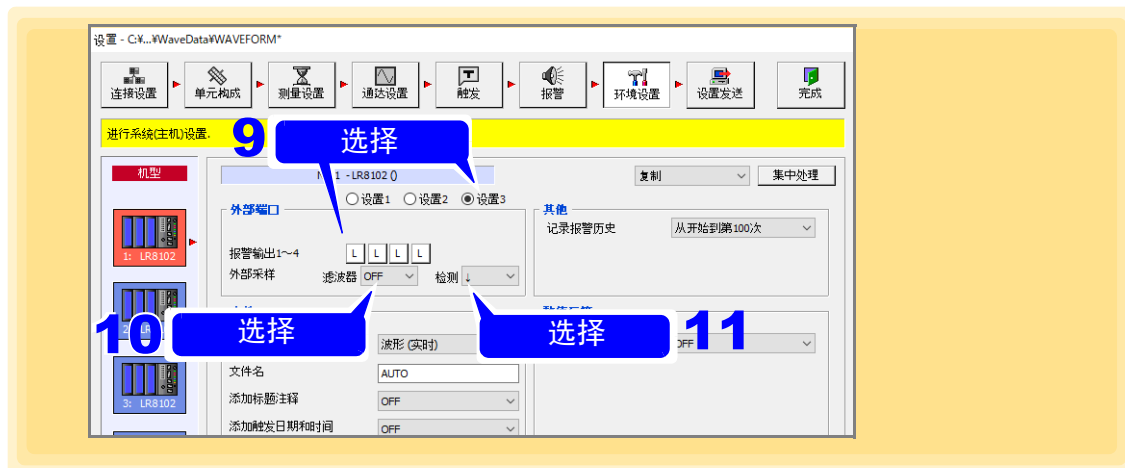 设置 - C:¥...¥WaveData¥WAVEFORM*
连接设置 单元构成 测量设置 通达设置 触发 报警 环境设置 设置发送 完成
进行系统(主机)设置.
9 选择
机型
1 - LR8102 () 复制 集中处理
设置1 设置2 设置3
外部端口 其他
记录报警历史 从开始到第100次
报警输出1～4 L L L L
1: LR8102
外部采样 滤波器 OFF 检测 ↓
10 选择 选择 11
波形 (实时) OFF
文件名 AUTO
添加标题注释 OFF
3: LR8102
添加触发日期和时间 OFF